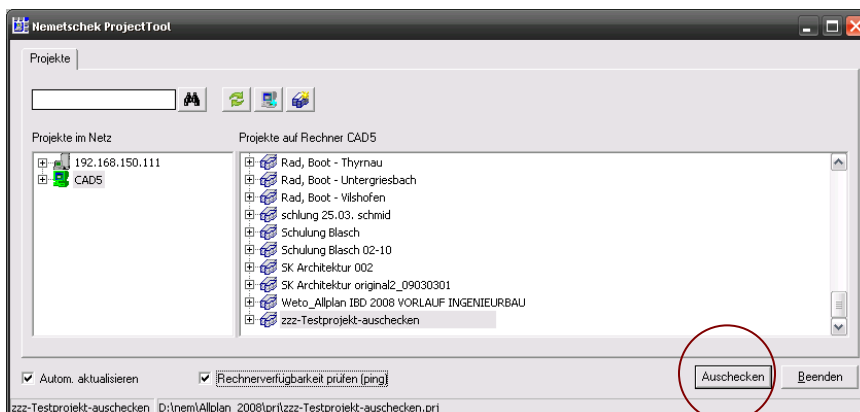 Nemetschek ProjectTool
Projekte
Projekte im Netz
Projekte auf Rechner CAD5
192.168.150.111
CAD5
Rad, Boot - Thyrnau
Rad, Boot - Untergriesbach
Rad, Boot - Vilshofen
schlung 25.03. schmid
Schulung Blasch
Schulung Blasch 02-10
SK Architektur 002
SK Architektur original2_09030301
Weto_Allplan IBD 2008 VORLAUF INGENIEURBAU
zzz-Testprojekt-auschecken
Autom. aktualisieren
Rechnerverfügbarkeit prüfen (ping)
Auschecken
Beenden
zzz-Testprojekt-auschecken D:\nem\Allplan_2008\prj\zzz-Testprojekt-auschecken.prj